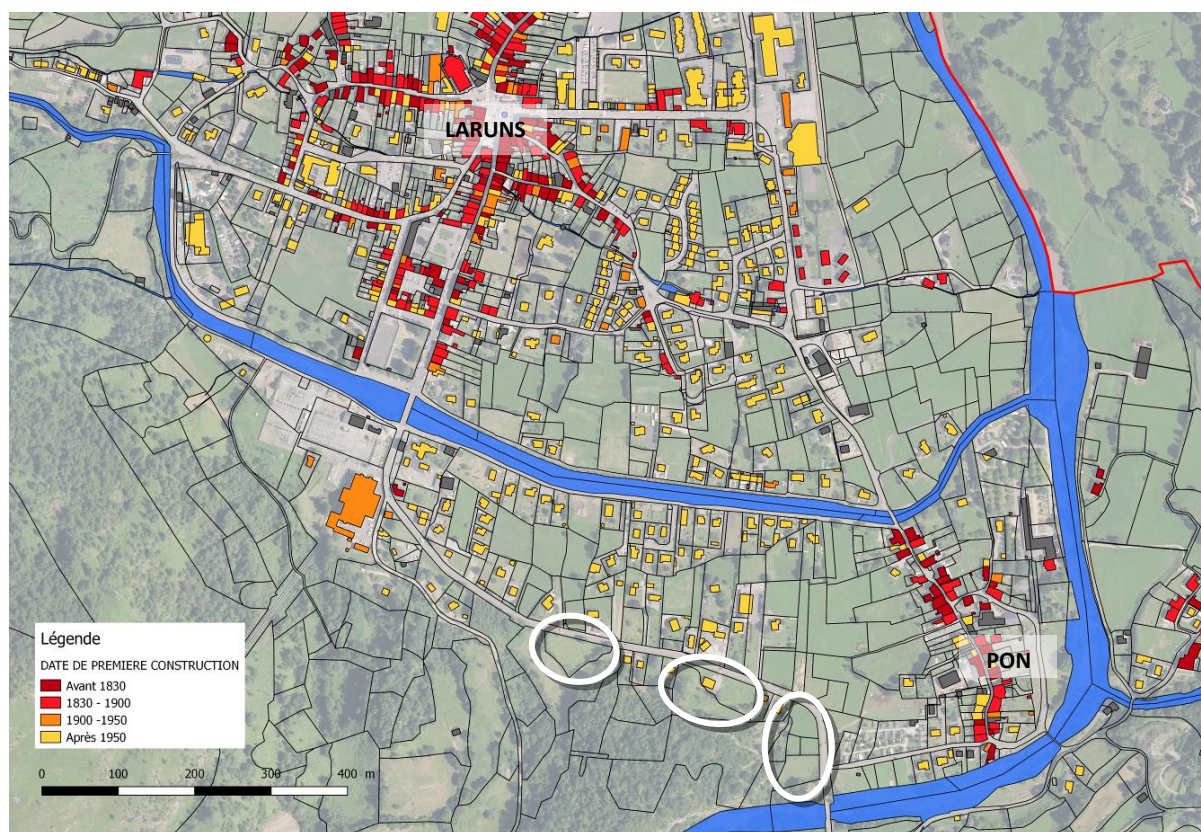 LARUNS
PON
Légende
DATE DE PREMIERE CONSTRUCTION
Avant 1830
1830 - 1900
1900 -1950
Après 1950
0 100 200 300 400 m